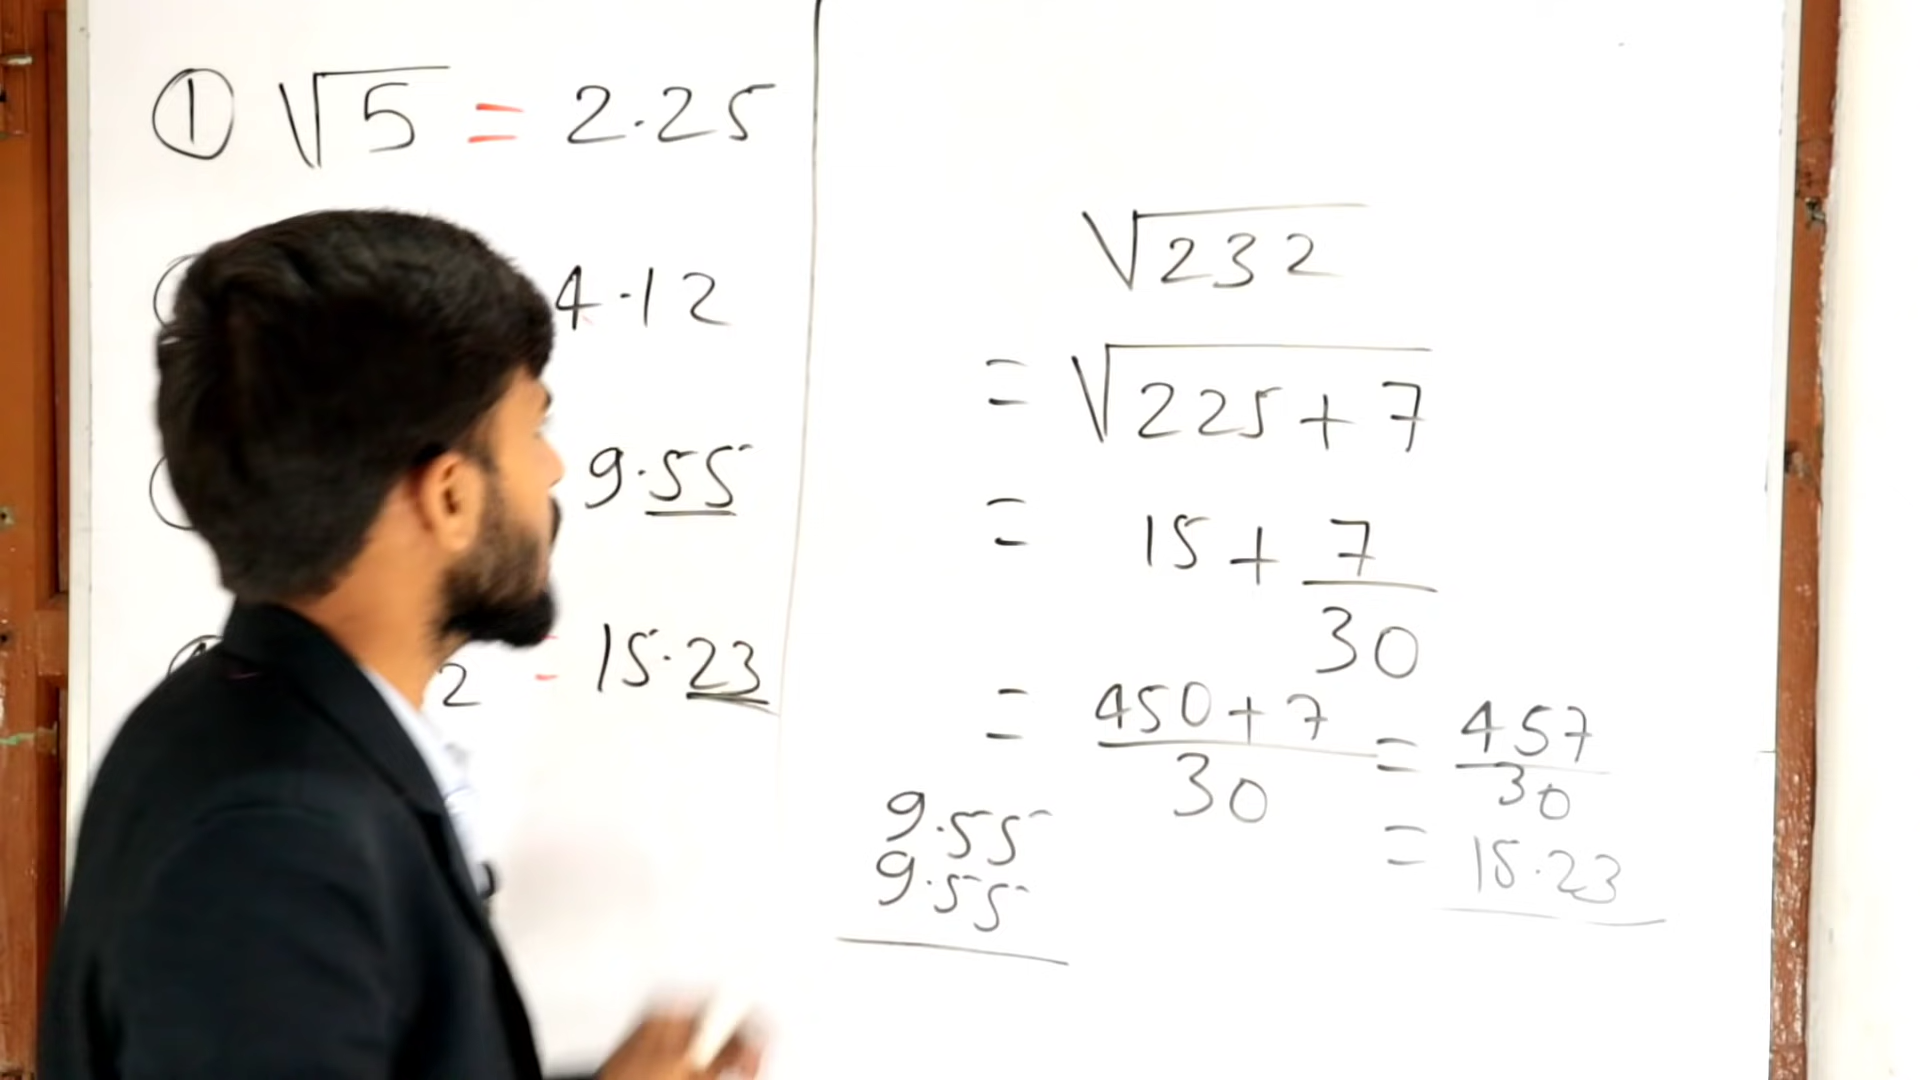 ① √5 = 2.25
4.12
9.55
2 = 15.23
√232
= √225+7
= 15 + 7/30
= 450+7/30 = 457/30
= 15.23
9.55
9.55